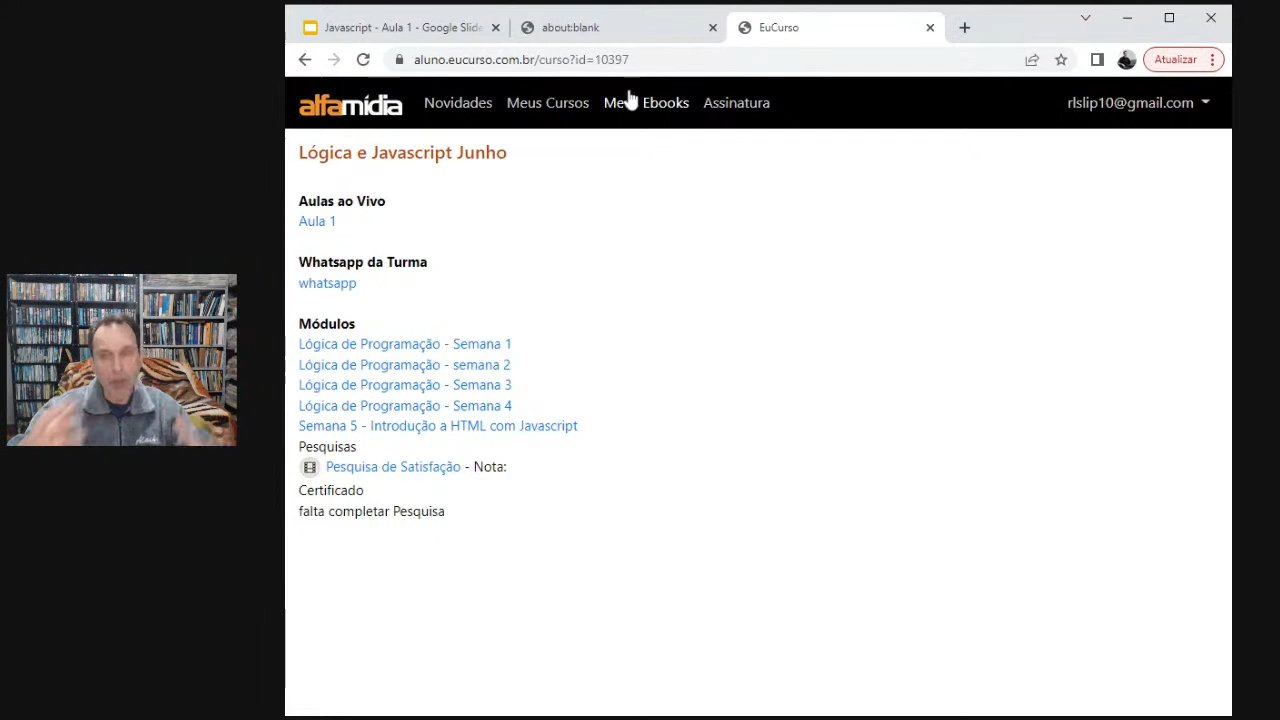 Javascript - Aula 1 - Google Slide
about:blank
EuCurso
aluno.eucurso.com.br/curso?id=10397
Atualizar
alfamídia
Novidades
Meus Cursos
Me Ebooks
Assinatura
rlslip10@gmail.com
Lógica e Javascript Junho
Aulas ao Vivo
Aula 1
Whatsapp da Turma
whatsapp
Módulos
Lógica de Programação - Semana 1
Lógica de Programação - semana 2
Lógica de Programação - Semana 3
Lógica de Programação - Semana 4
Semana 5 - Introdução a HTML com Javascript
Pesquisas
Pesquisa de Satisfação - Nota:
Certificado
falta completar Pesquisa